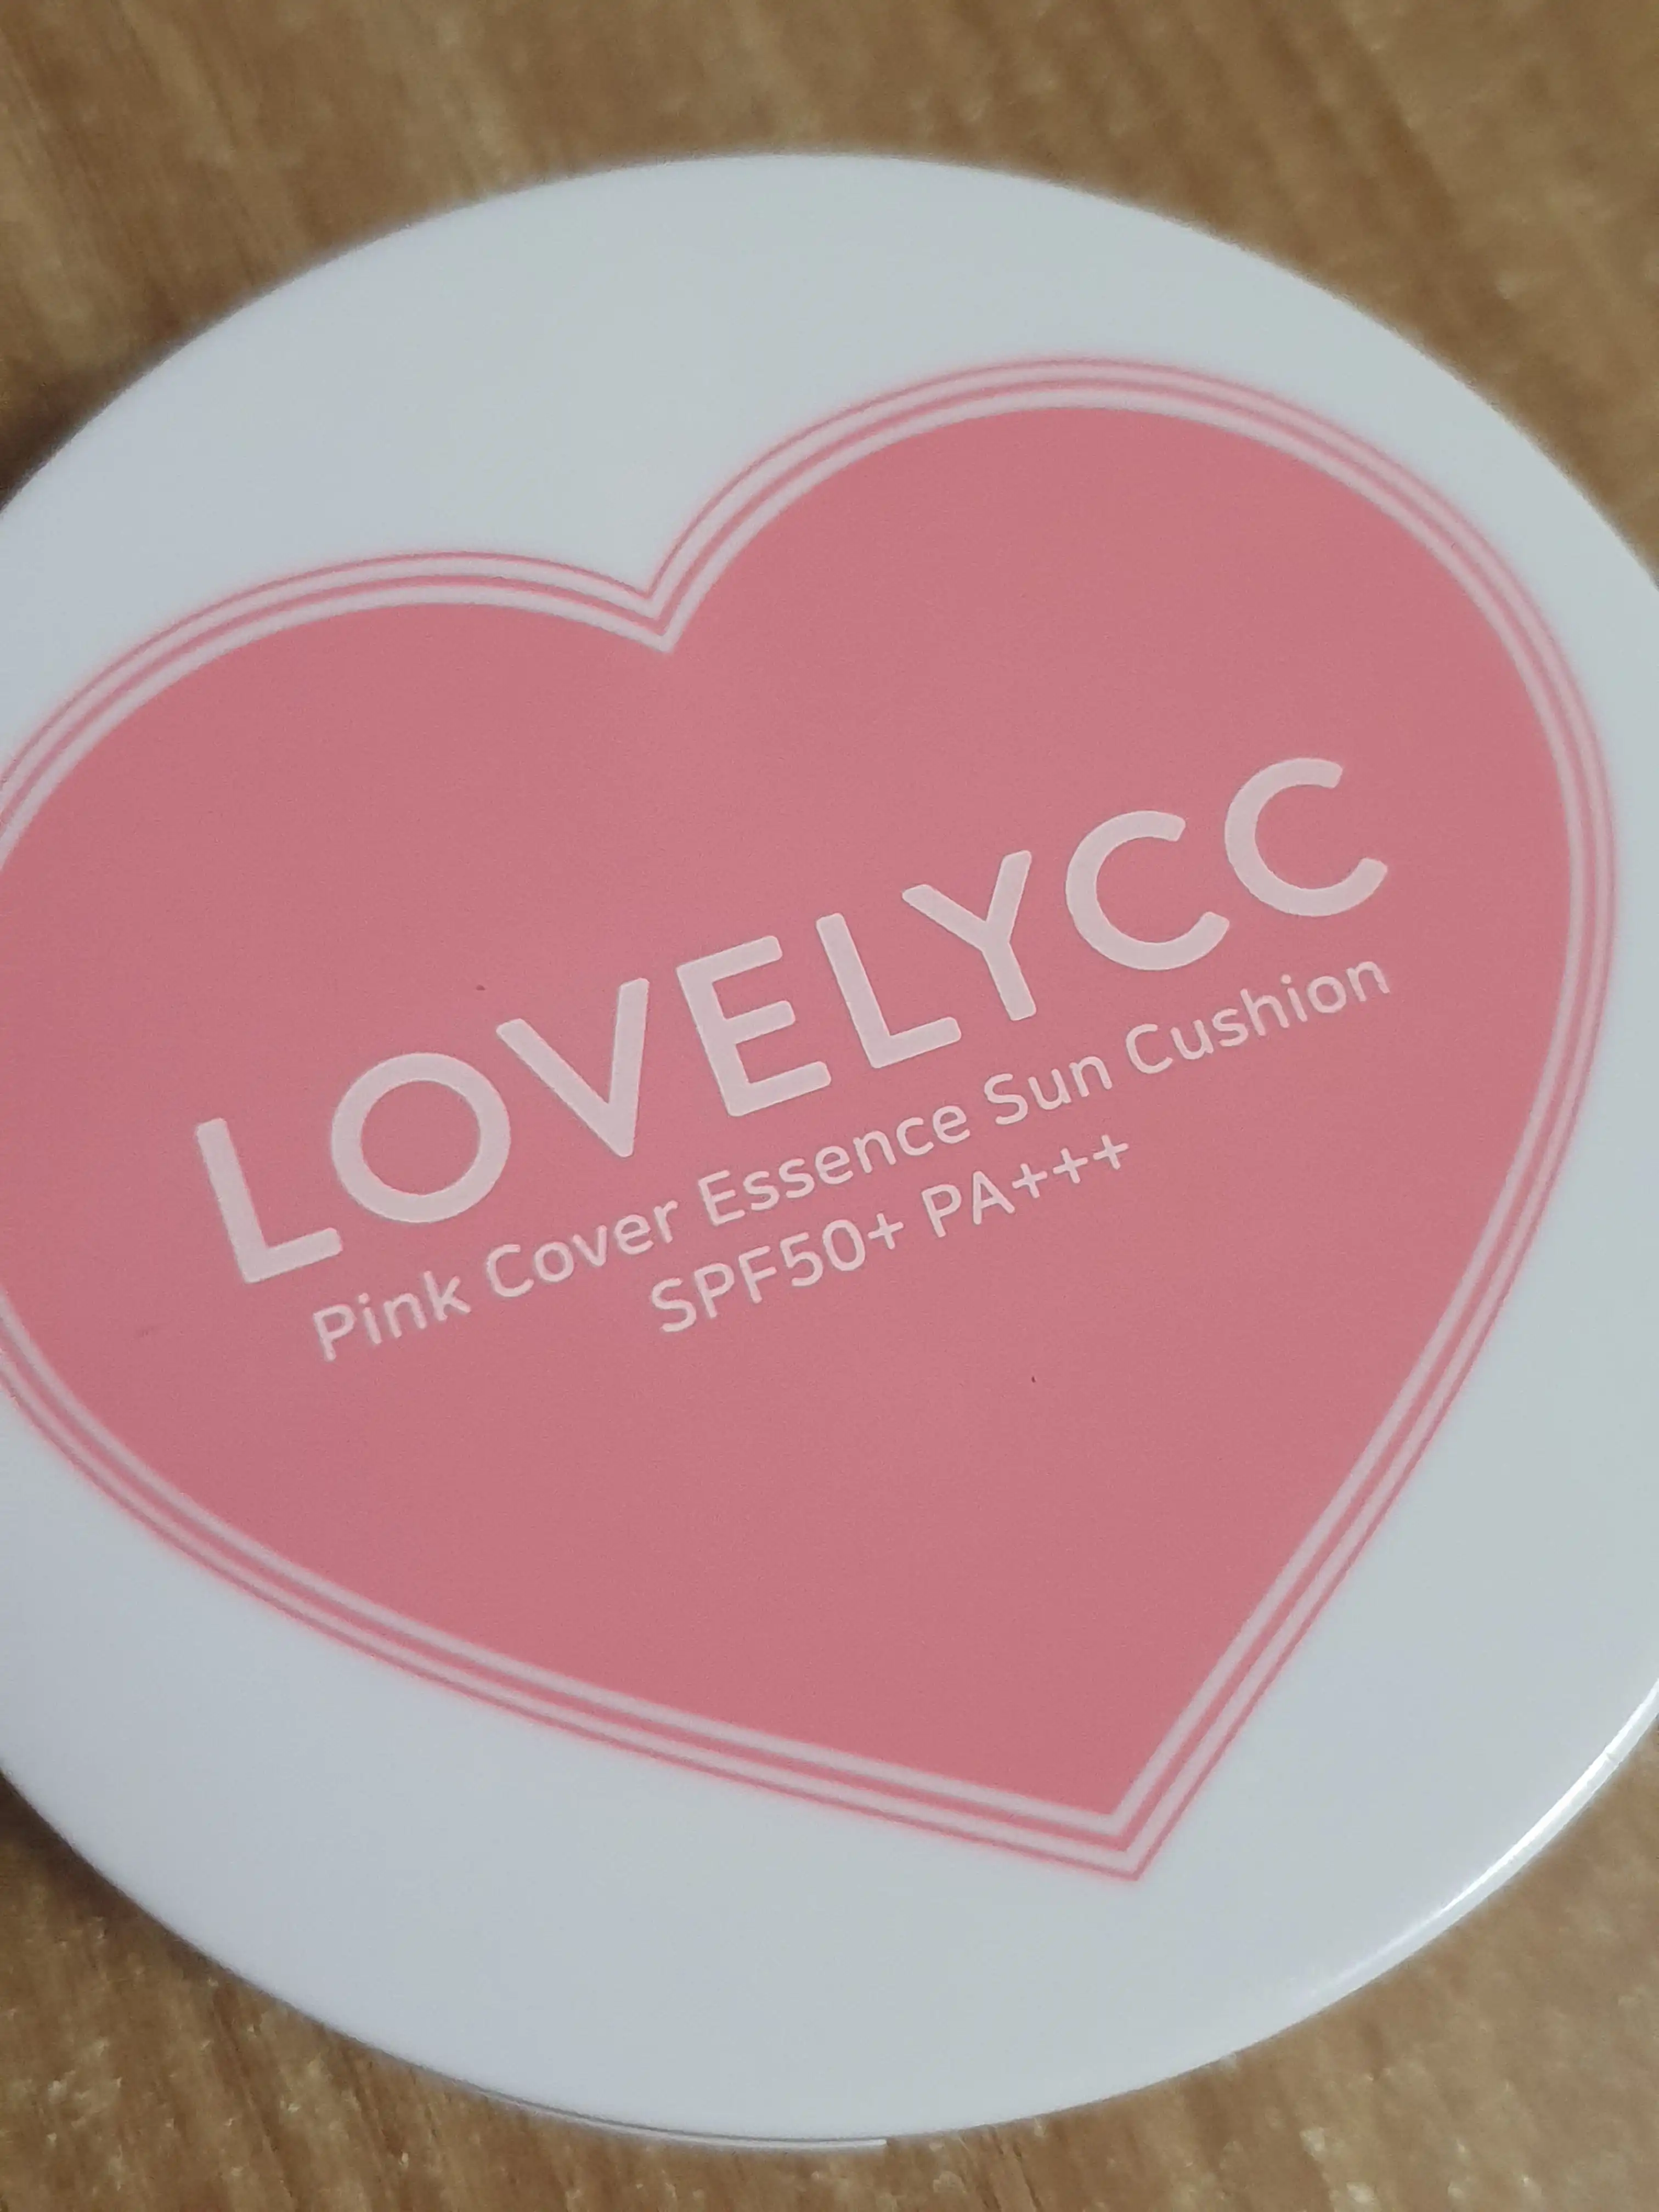 LOVELYCC
Pink Cover Essence Sun Cushion
SPF50+ PA+++